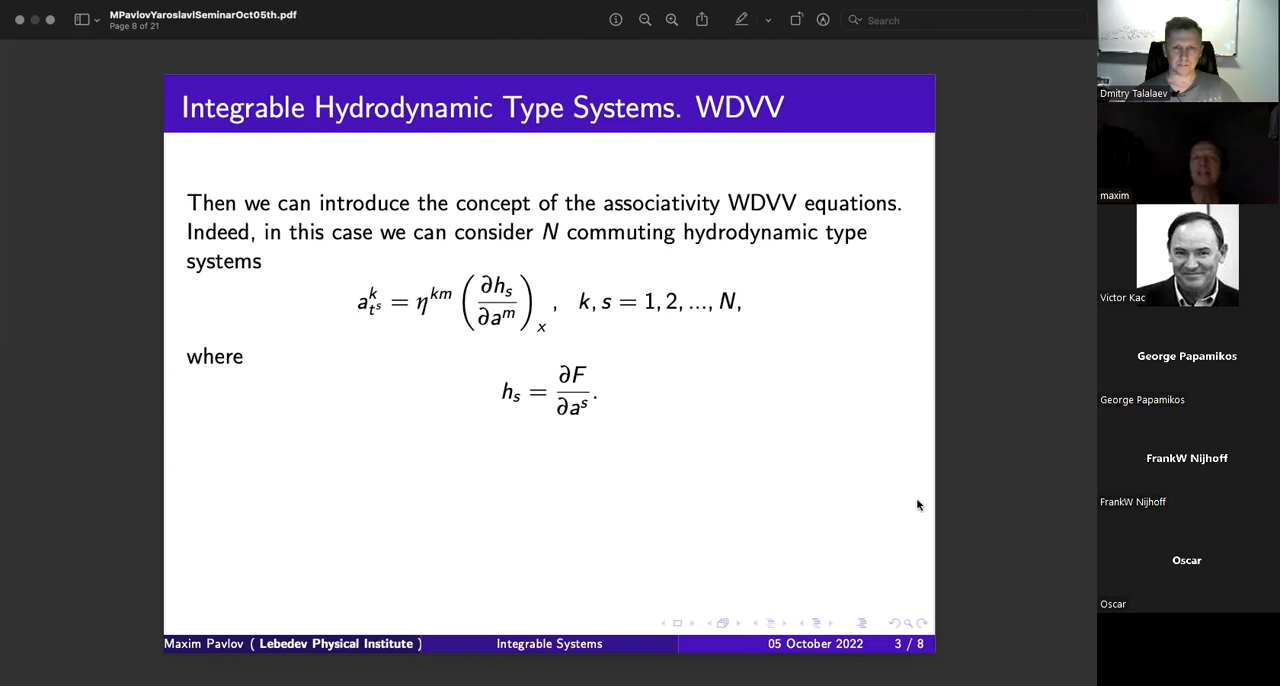 MPavlovYaroslavlSeminarOct05th.pdf
Page 8 of 21
Search
Integrable Hydrodynamic Type Systems. WDVV
Then we can introduce the concept of the associativity WDVV equations.
Indeed, in this case we can consider N commuting hydrodynamic type
systems
a^k_{t^s} = η^{km} (∂h_s/∂a^m)_x , k, s = 1, 2, ..., N,
where
h_s = ∂F/∂a^s.
Maxim Pavlov ( Lebedev Physical Institute ) Integrable Systems 05 October 2022 3 / 8
Dmitry Talalaev
maxim
Victor Kac
George Papamikos
George Papamikos
FrankW Nijhoff
FrankW Nijhoff
Oscar
Oscar